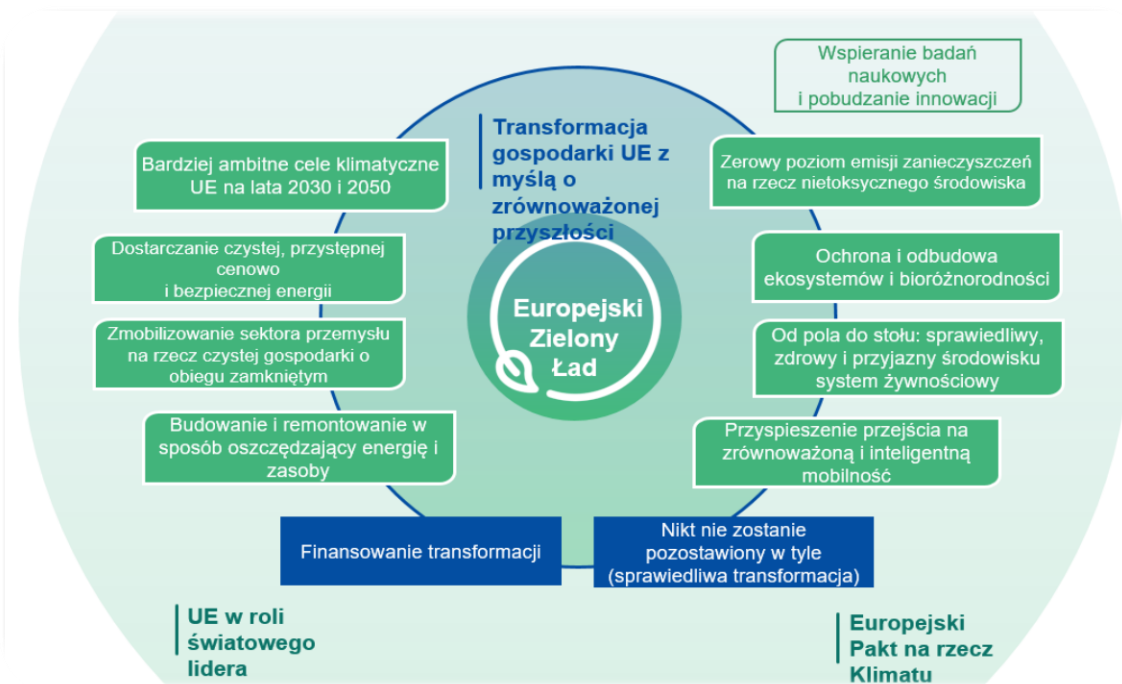 Wspieranie badań
naukowych
i pobudzanie innowacji
Transformacja
gospodarki UE z
myślą o
zrównoważonej
przyszłości
Bardziej ambitne cele klimatyczne
UE na lata 2030 i 2050
Zerowy poziom emisji zanieczyszczeń
na rzecz nietoksycznego środowiska
Dostarczanie czystej, przystępnej
cenowo
i bezpiecznej energii
Ochrona i odbudowa
ekosystemów i bioróżnorodności
Europejski
Zielony
Ład
Zmobilizowanie sektora przemysłu
na rzecz czystej gospodarki o
obiegu zamkniętym
Od pola do stołu: sprawiedliwy,
zdrowy i przyjazny środowisku
system żywnościowy
Budowanie i remontowanie w
sposób oszczędzający energię i
zasoby
Przyspieszenie przejścia na
zrównoważoną i inteligentną
mobilność
Finansowanie transformacji
Nikt nie zostanie
pozostawiony w tyle
(sprawiedliwa transformacja)
UE w roli
światowego
lidera
Europejski
Pakt na rzecz
Klimatu